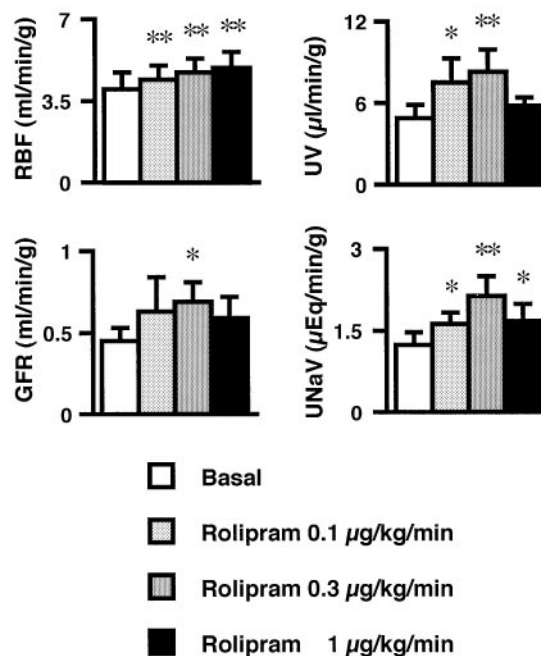 RBF (ml/min/g)
7
3.5
0
** ** **
UV (µl/min/g)
12
6
0
* **
GFR (ml/min/g)
1
0.5
0
*
UNaV (µEq/min/g)
3
1.5
0
* ** *
Basal
Rolipram 0.1 µg/kg/min
Rolipram 0.3 µg/kg/min
Rolipram 1 µg/kg/min